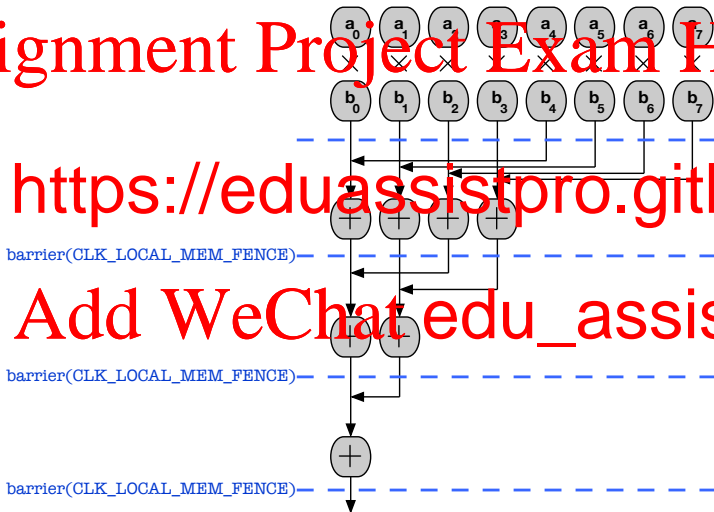 a0 a1 a2 a3 a4 a5 a6 a7
ignment Project Exam H
× × × × × × × ×
b0 b1 b2 b3 b4 b5 b6 b7
https://eduassistpro.gith
+ + + +
barrier(CLK_LOCAL_MEM_FENCE)
Add WeChat edu_assis
+ +
barrier(CLK_LOCAL_MEM_FENCE)
+
barrier(CLK_LOCAL_MEM_FENCE)